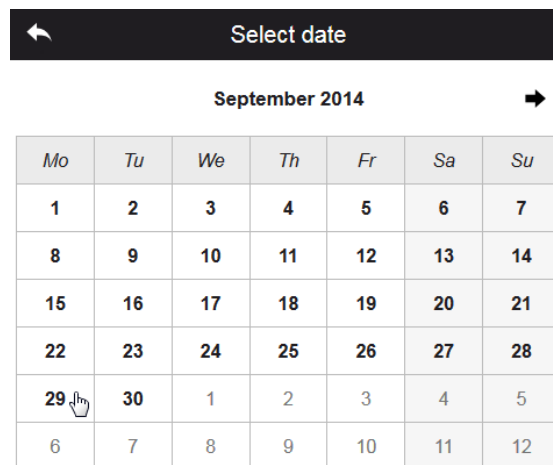 Select date
September 2014
Mo Tu We Th Fr Sa Su
1 2 3 4 5 6 7
8 9 10 11 12 13 14
15 16 17 18 19 20 21
22 23 24 25 26 27 28
29 30 1 2 3 4 5
6 7 8 9 10 11 12